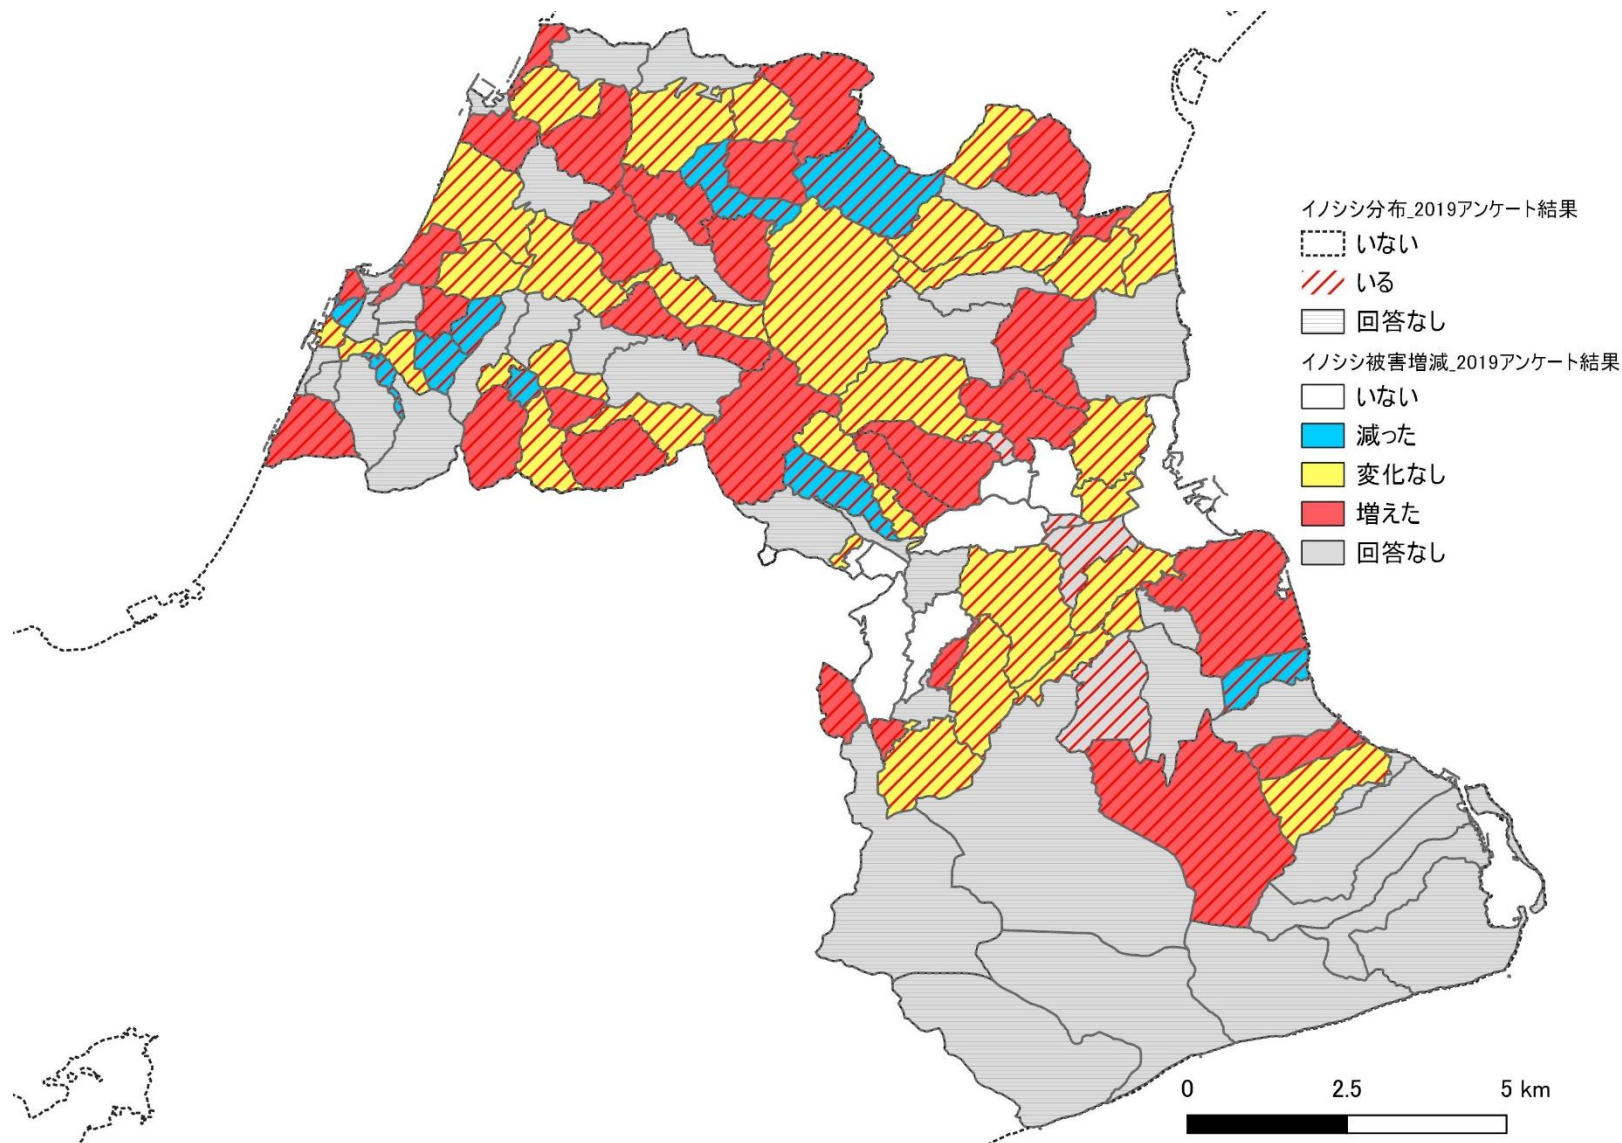 イノシシ分布_2019アンケート結果
いない
いる
回答なし
イノシシ被害増減_2019アンケート結果
いない
減った
変化なし
増えた
回答なし
0 2.5 5 km